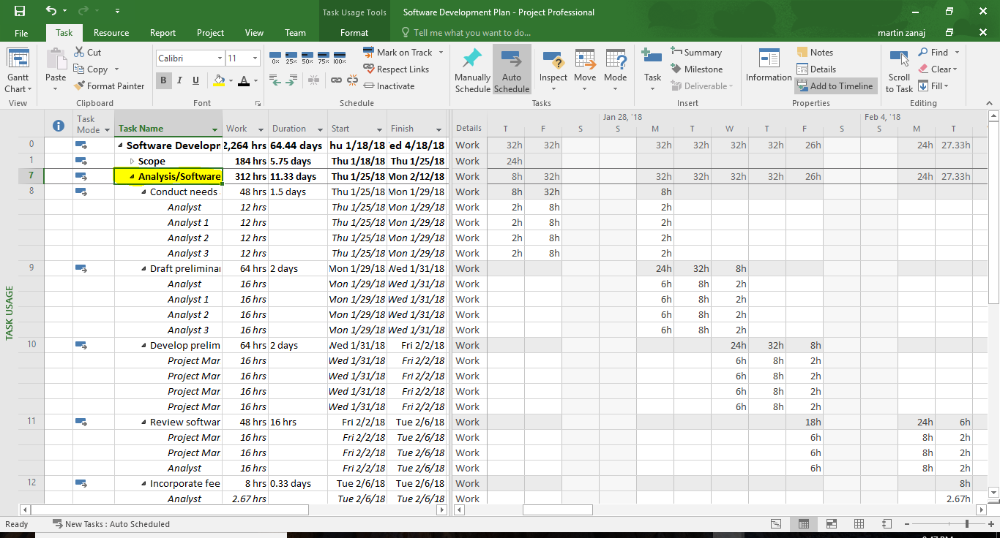 Task Usage Tools Software Development Plan - Project Professional
File Task Resource Report Project View Team Format Tell me what you want to do... martin zanaj
Gantt Chart
View
Paste
Cut
Copy
Format Painter
Clipboard
Calibri 11
B I U A
Font
0% 25% 50% 75% 100%
Mark on Track
Respect Links
Inactivate
Schedule
Manually Schedule
Auto Schedule
Inspect Move Mode
Tasks
Task
Summary
Milestone
Deliverable
Insert
Information
Notes
Details
Add to Timeline
Properties
Scroll to Task
Find
Clear
Fill
Editing
Jan 28, '18 Feb 4, '18
Task Mode Task Name Work Duration Start Finish Details T F S S M T W T F S S M T
0 Software Developm 2,264 hrs 64.44 days hu 1/18/18 ed 4/18/18 Work 32h 32h 32h 32h 32h 32h 26h 24h 27.33h
1 Scope 184 hrs 5.75 days Thu 1/18/18 Thu 1/25/18 Work 24h
7 Analysis/Software 312 hrs 11.33 days Thu 1/25/18 Mon 2/12/18 Work 8h 32h 32h 32h 32h 32h 26h 24h 27.33h
8 Conduct needs 48 hrs 1.5 days Thu 1/25/18 Mon 1/29/18 Work 8h 32h 8h
Analyst 12 hrs Thu 1/25/18 Mon 1/29/18 Work 2h 8h 2h
Analyst 1 12 hrs Thu 1/25/18 Mon 1/29/18 Work 2h 8h 2h
Analyst 2 12 hrs Thu 1/25/18 Mon 1/29/18 Work 2h 8h 2h
Analyst 3 12 hrs Thu 1/25/18 Mon 1/29/18 Work 2h 8h 2h
9 Draft preliminar 64 hrs 2 days Mon 1/29/18 Wed 1/31/18 Work 24h 32h 8h
Analyst 16 hrs Mon 1/29/18 Wed 1/31/18 Work 6h 8h 2h
Analyst 1 16 hrs Mon 1/29/18 Wed 1/31/18 Work 6h 8h 2h
Analyst 2 16 hrs Mon 1/29/18 Wed 1/31/18 Work 6h 8h 2h
Analyst 3 16 hrs Mon 1/29/18 Wed 1/31/18 Work 6h 8h 2h
10 Develop prelim 64 hrs 2 days Wed 1/31/18 Fri 2/2/18 Work 24h 32h 8h
Project Mar 16 hrs Wed 1/31/18 Fri 2/2/18 Work 6h 8h 2h
Project Mar 16 hrs Wed 1/31/18 Fri 2/2/18 Work 6h 8h 2h
Project Mar 16 hrs Wed 1/31/18 Fri 2/2/18 Work 6h 8h 2h
Project Mar 16 hrs Wed 1/31/18 Fri 2/2/18 Work 6h 8h 2h
11 Review softwar 48 hrs 16 hrs Fri 2/2/18 Tue 2/6/18 Work 18h 24h 6h
Project Mar 16 hrs Fri 2/2/18 Tue 2/6/18 Work 6h 8h 2h
Project Mar 16 hrs Fri 2/2/18 Tue 2/6/18 Work 6h 8h 2h
Analyst 16 hrs Fri 2/2/18 Tue 2/6/18 Work 6h 8h 2h
12 Incorporate fee 8 hrs 0.33 days Tue 2/6/18 Tue 2/6/18 Work 8h
Analyst 2.67 hrs Tue 2/6/18 Tue 2/6/18 Work 2.67h
TASK USAGE
Ready New Tasks : Auto Scheduled